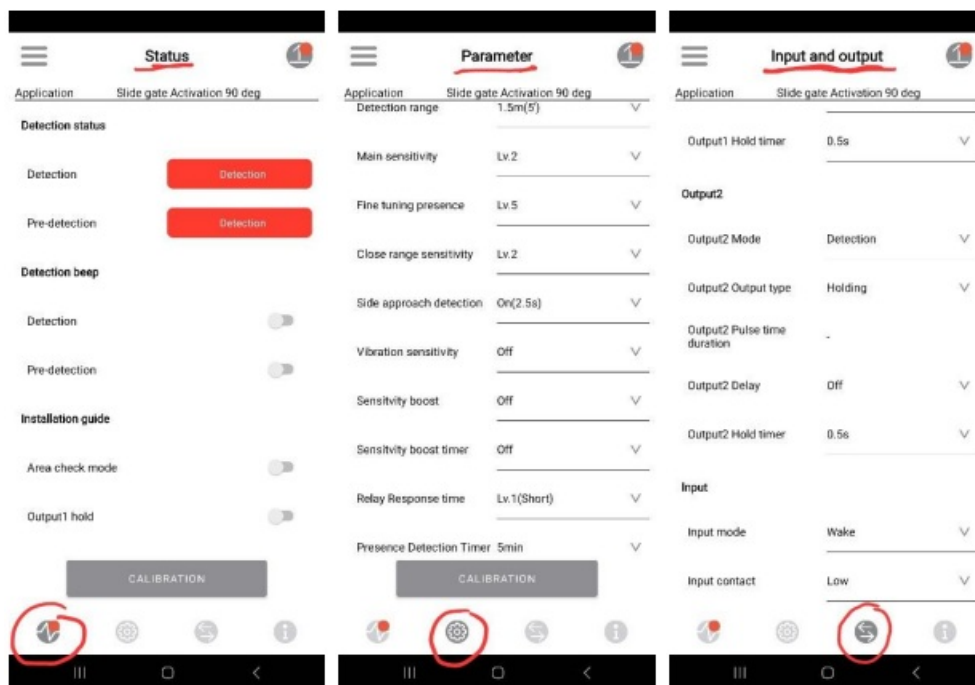 Status
Application Slide gate Activation 90 deg
Detection status
Detection Detection
Pre-detection Detection
Detection beep
Detection
Pre-detection
Installation guide
Area check mode
Output1 hold
CALIBRATION
Parameter
Application Slide gate Activation 90 deg
Detection range 1.5m(5')
Main sensitivity Lv.2
Fine tuning presence Lv.5
Close range sensitivity Lv.2
Side approach detection On(2.5s)
Vibration sensitivity Off
Sensitvity boost Off
Sensitvity boost timer Off
Relay Response time Lv.1(Short)
Presence Detection Timer 5min
CALIBRATION
Input and output
Application Slide gate Activation 90 deg
Output1 Hold timer 0.5s
Output2
Output2 Mode Detection
Output2 Output type Holding
Output2 Pulse time
duration -
Output2 Delay Off
Output2 Hold timer 0.5s
Input
Input mode Wake
Input contact Low